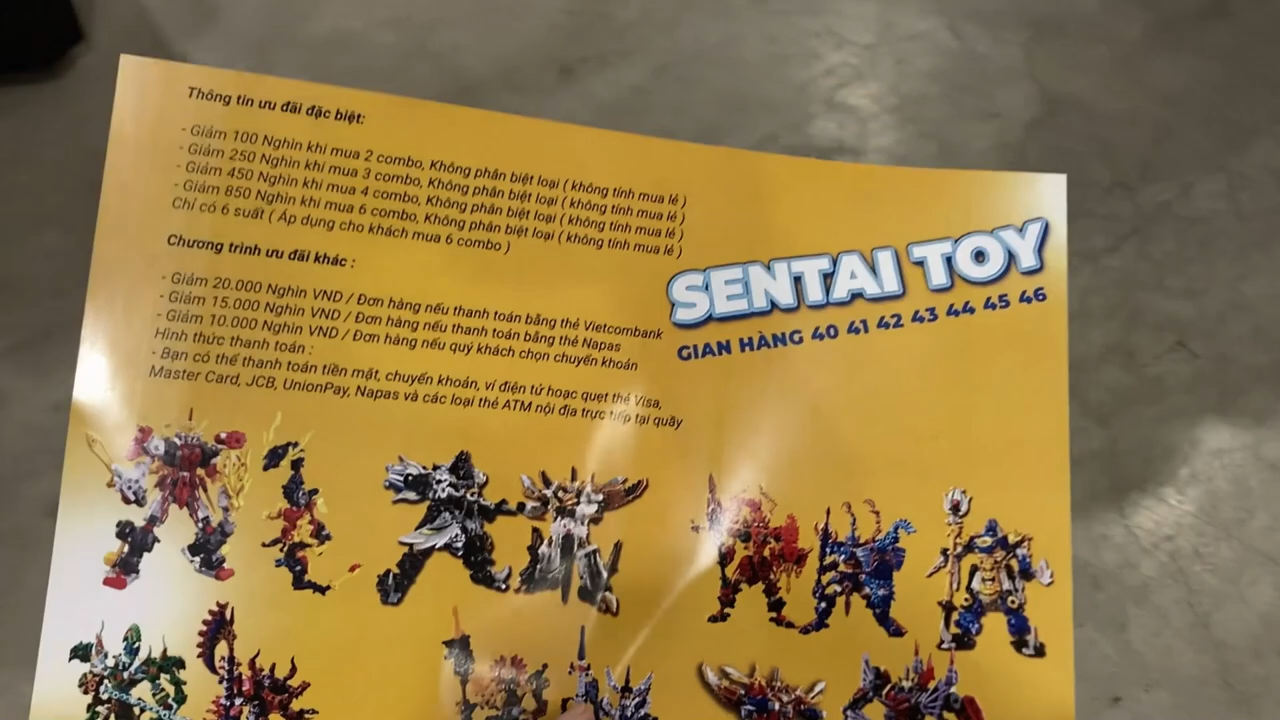 Thông tin ưu đãi đặc biệt:
- Giảm 100 Nghìn khi mua 2 combo, Không phân biệt loại ( không tính mua lẻ )
- Giảm 250 Nghìn khi mua 3 combo, Không phân biệt loại ( không tính mua lẻ )
- Giảm 450 Nghìn khi mua 4 combo, Không phân biệt loại ( không tính mua lẻ )
- Giảm 850 Nghìn khi mua 6 combo, Không phân biệt loại ( không tính mua lẻ )
Chỉ có 6 suất ( Áp dụng cho khách mua 6 combo )
Chương trình ưu đãi khác :
- Giảm 20.000 Nghìn VND / Đơn hàng nếu thanh toán bằng thẻ Vietcombank
- Giảm 15.000 Nghìn VND / Đơn hàng nếu thanh toán bằng thẻ Napas
- Giảm 10.000 Nghìn VND / Đơn hàng nếu quý khách chọn chuyển khoản
Hình thức thanh toán :
- Bạn có thể thanh toán tiền mặt, chuyển khoản, ví điện tử hoặc quẹt thẻ Visa,
Master Card, JCB, UnionPay, Napas và các loại thẻ ATM nội địa trực tiếp tại quầy
SENTAI TOY
GIAN HÀNG 40 41 42 43 44 45 46